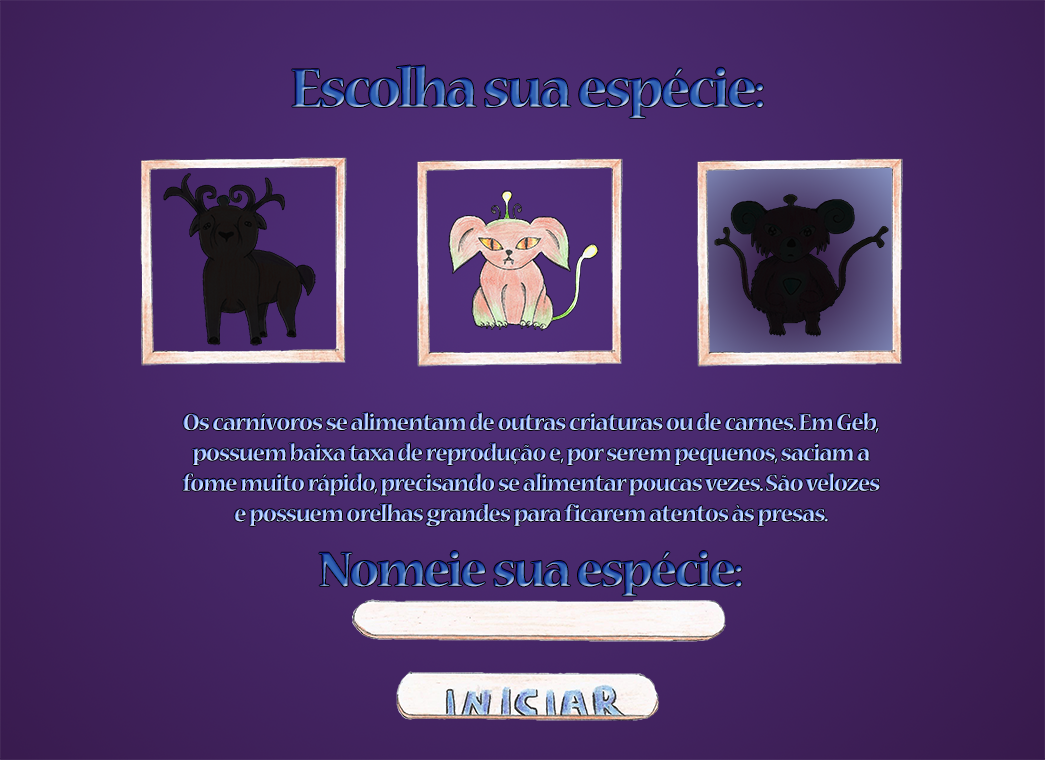 Escolha sua espécie:
Os carnívoros se alimentam de outras criaturas ou de carnes. Em Geb,
possuem baixa taxa de reprodução e, por serem pequenos, saciam a
fome muito rápido, precisando se alimentar poucas vezes. São velozes
e possuem orelhas grandes para ficarem atentos às presas.
Nomeie sua espécie:
INICIAR